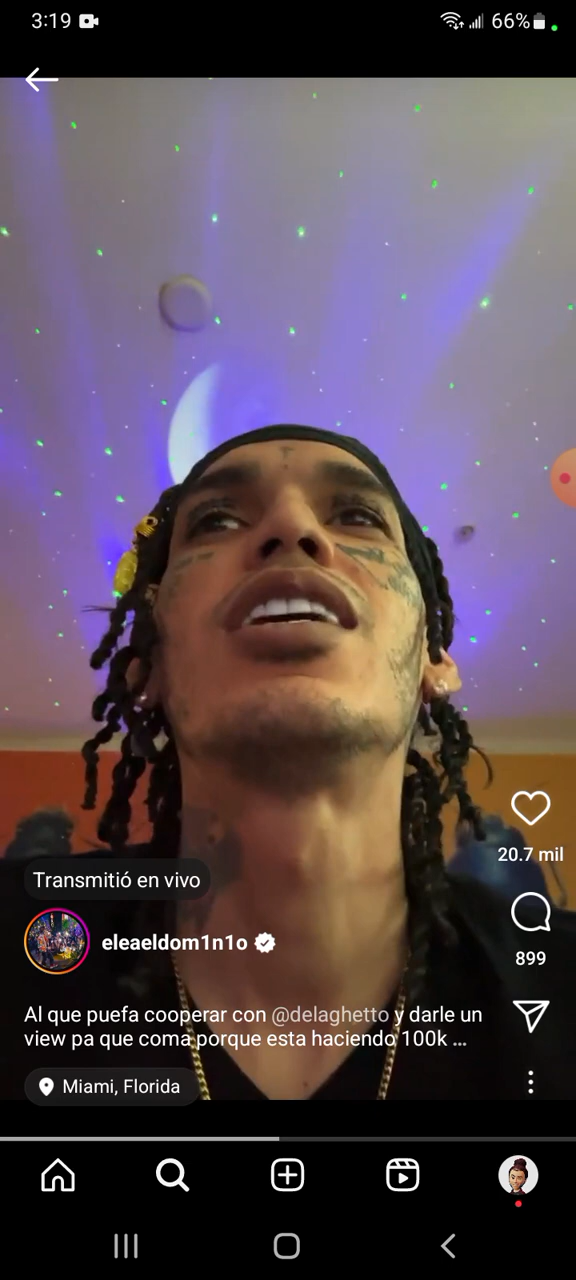 3:19
66%
Transmitió en vivo
eleaeldom1n1o
Al que puefa cooperar con @delaghetto y darle un
view pa que coma porque esta haciendo 100k ...
Miami, Florida
20.7 mil
899